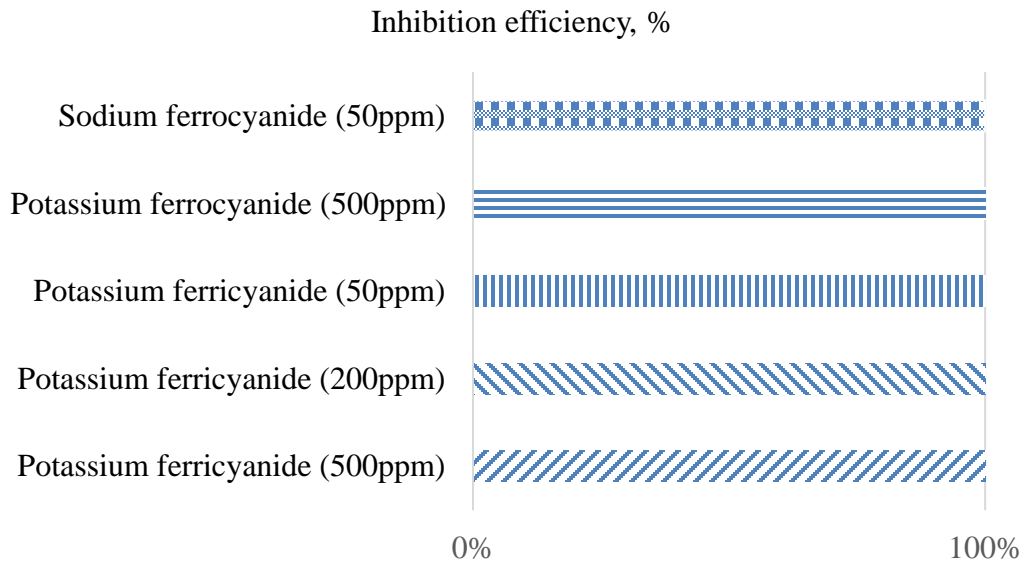 Inhibition efficiency, %
Sodium ferrocyanide (50ppm)
Potassium ferrocyanide (500ppm)
Potassium ferricyanide (50ppm)
Potassium ferricyanide (200ppm)
Potassium ferricyanide (500ppm)
0% 100%